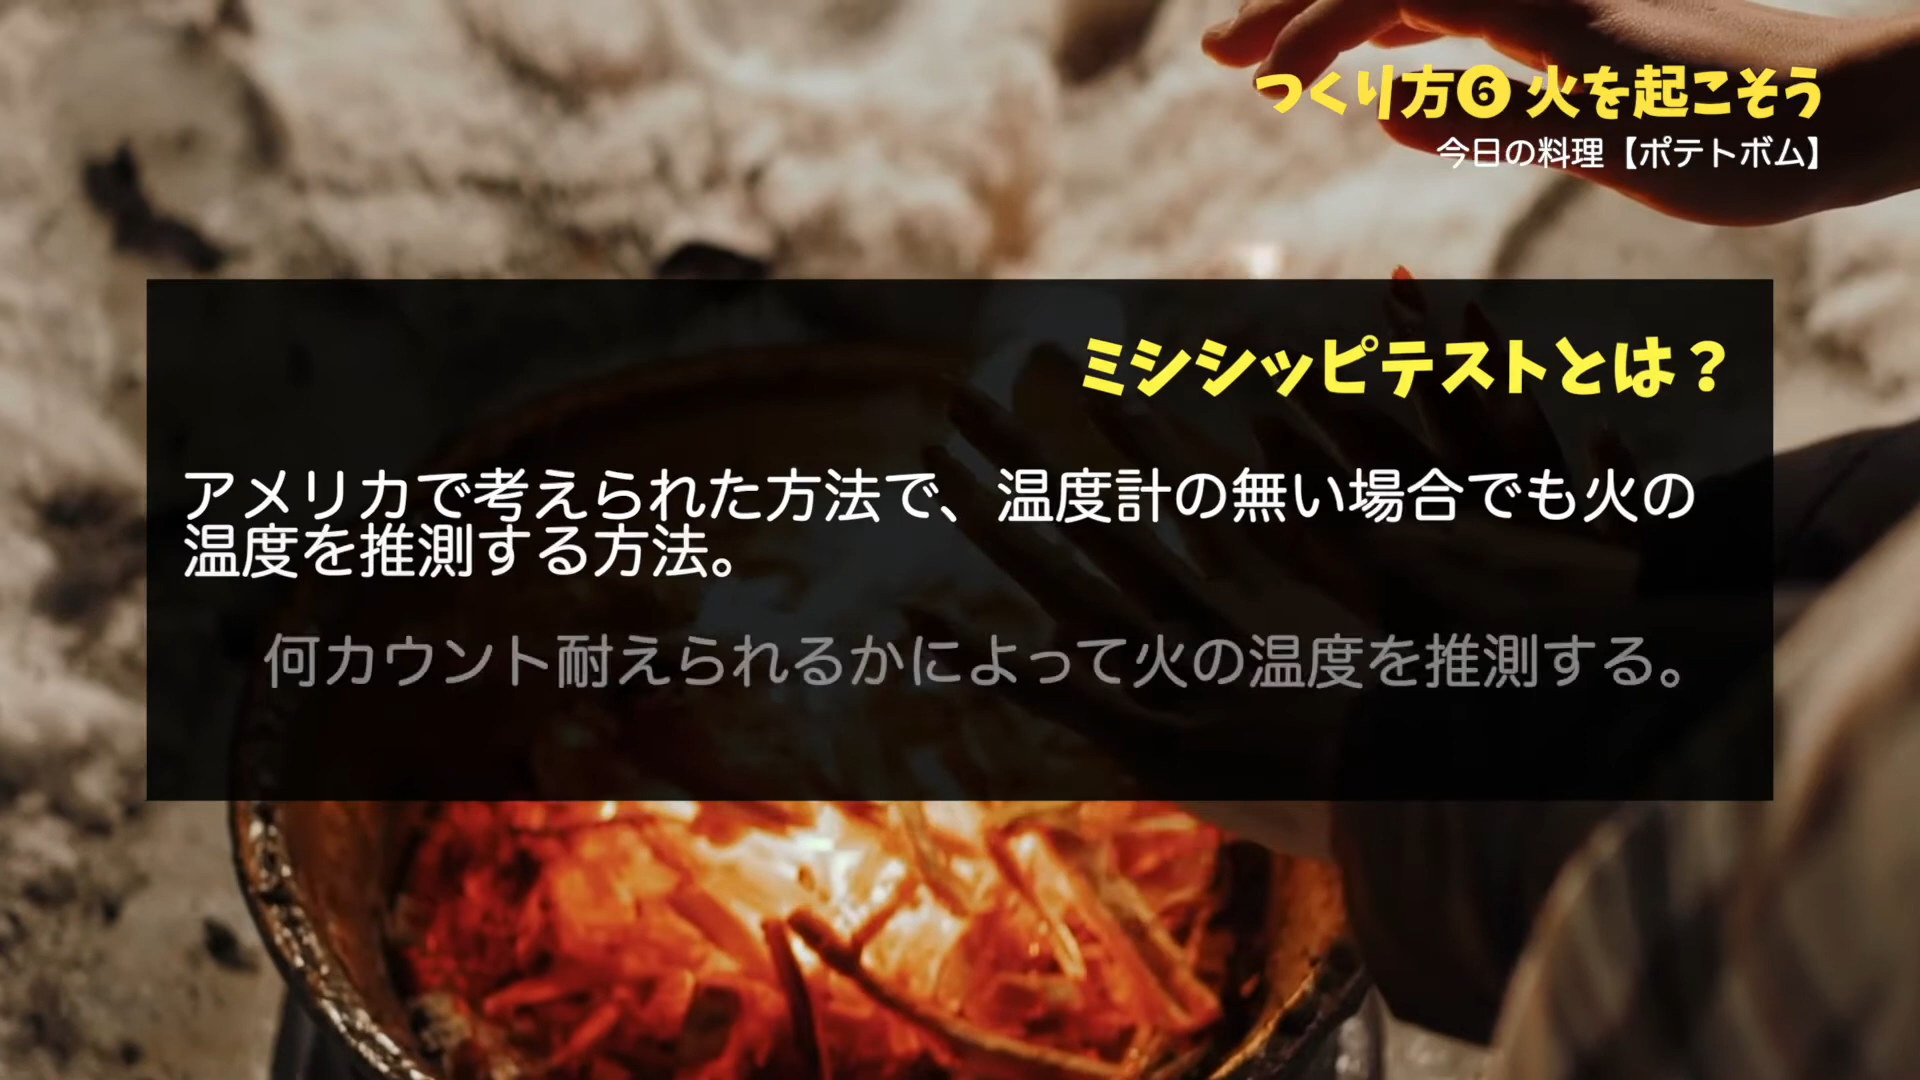 つくり方❻ 火を起こそう
今日の料理【ポテトボム】
ミシシッピテストとは？
アメリカで考えられた方法で、温度計の無い場合でも火の
温度を推測する方法。
何カウント耐えられるかによって火の温度を推測する。